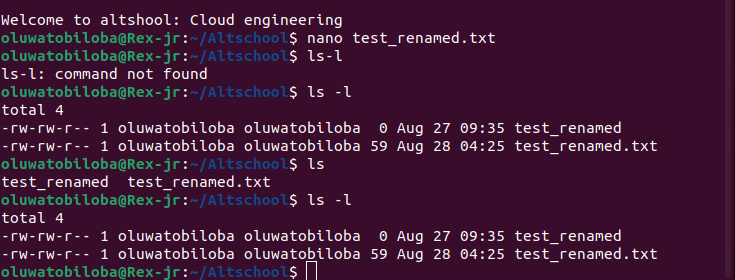 Welcome to altshool: Cloud engineering
oluwatobiloba@Rex-jr:~/Altschool$ nano test_renamed.txt
oluwatobiloba@Rex-jr:~/Altschool$ ls-l
ls-l: command not found
oluwatobiloba@Rex-jr:~/Altschool$ ls -l
total 4
-rw-rw-r-- 1 oluwatobiloba oluwatobiloba  0 Aug 27 09:35 test_renamed
-rw-rw-r-- 1 oluwatobiloba oluwatobiloba 59 Aug 28 04:25 test_renamed.txt
oluwatobiloba@Rex-jr:~/Altschool$ ls
test_renamed  test_renamed.txt
oluwatobiloba@Rex-jr:~/Altschool$ ls -l
total 4
-rw-rw-r-- 1 oluwatobiloba oluwatobiloba  0 Aug 27 09:35 test_renamed
-rw-rw-r-- 1 oluwatobiloba oluwatobiloba 59 Aug 28 04:25 test_renamed.txt
oluwatobiloba@Rex-jr:~/Altschool$